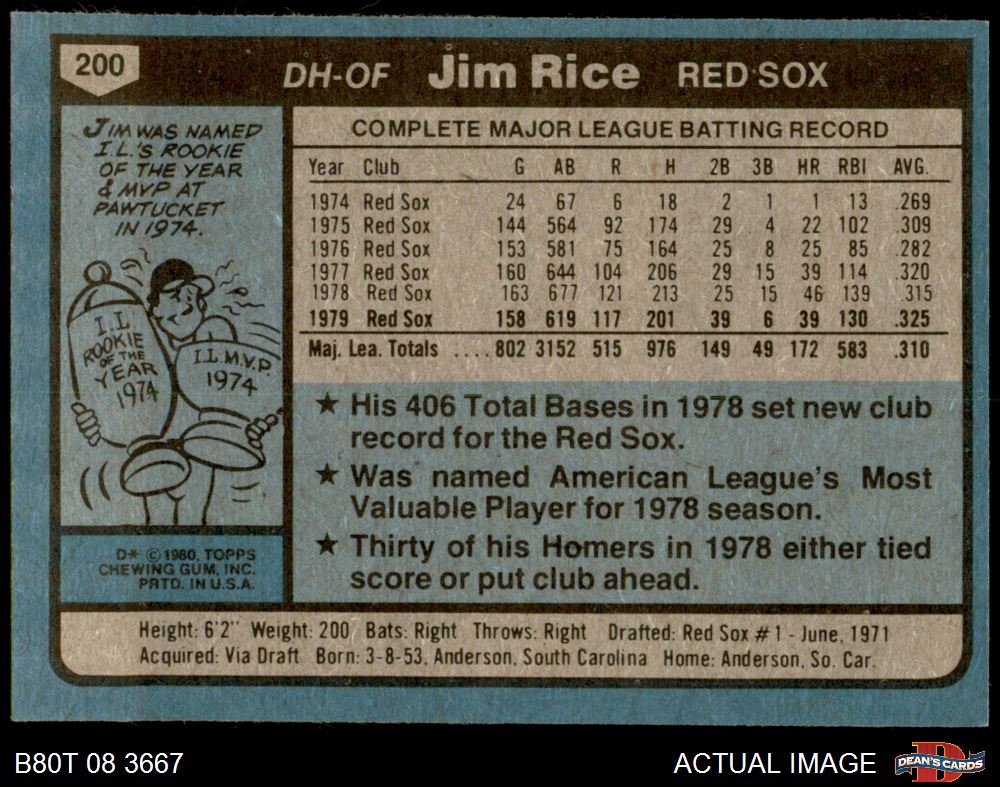 200
DH-OF Jim Rice RED SOX
JIM WAS NAMED
I.L.'S ROOKIE
OF THE YEAR
& MVP AT
PAWTUCKET
IN 1974.
I.L
ROOKIE
OF THE
YEAR
1974
I.L. M.V.P.
1974
D* © 1980, TOPPS
CHEWING GUM, INC.
PRTD. IN U.S.A.
COMPLETE MAJOR LEAGUE BATTING RECORD
Year Club G AB R H 2B 3B HR RBI AVG.
1974 Red Sox 24 67 6 18 2 1 1 13 .269
1975 Red Sox 144 564 92 174 29 4 22 102 .309
1976 Red Sox 153 581 75 164 25 8 25 85 .282
1977 Red Sox 160 644 104 206 29 15 39 114 .320
1978 Red Sox 163 677 121 213 25 15 46 139 .315
1979 Red Sox 158 619 117 201 39 6 39 130 .325
Maj. Lea. Totals ....802 3152 515 976 149 49 172 583 .310
★ His 406 Total Bases in 1978 set new club
record for the Red Sox.
★ Was named American League's Most
Valuable Player for 1978 season.
★ Thirty of his Homers in 1978 either tied
score or put club ahead.
Height: 6'2" Weight: 200 Bats: Right Throws: Right Drafted: Red Sox #1 - June, 1971
Acquired: Via Draft Born: 3-8-53, Anderson, South Carolina Home: Anderson, So. Car.
B80T 08 3667 ACTUAL IMAGE
D
DEAN'S CARDS